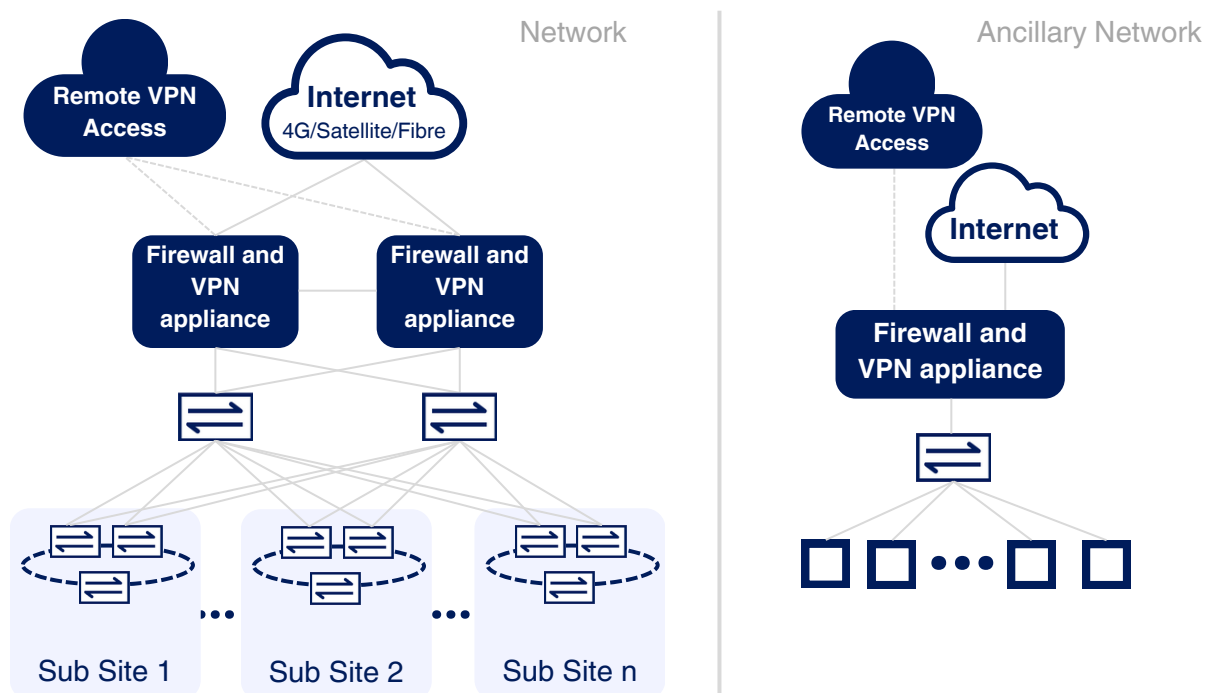 Network
Remote VPN
Access
Internet
4G/Satellite/Fibre
Firewall and
VPN
appliance
Firewall and
VPN
appliance
Sub Site 1
Sub Site 2
Sub Site n
Ancillary Network
Remote VPN
Access
Internet
Firewall and
VPN appliance